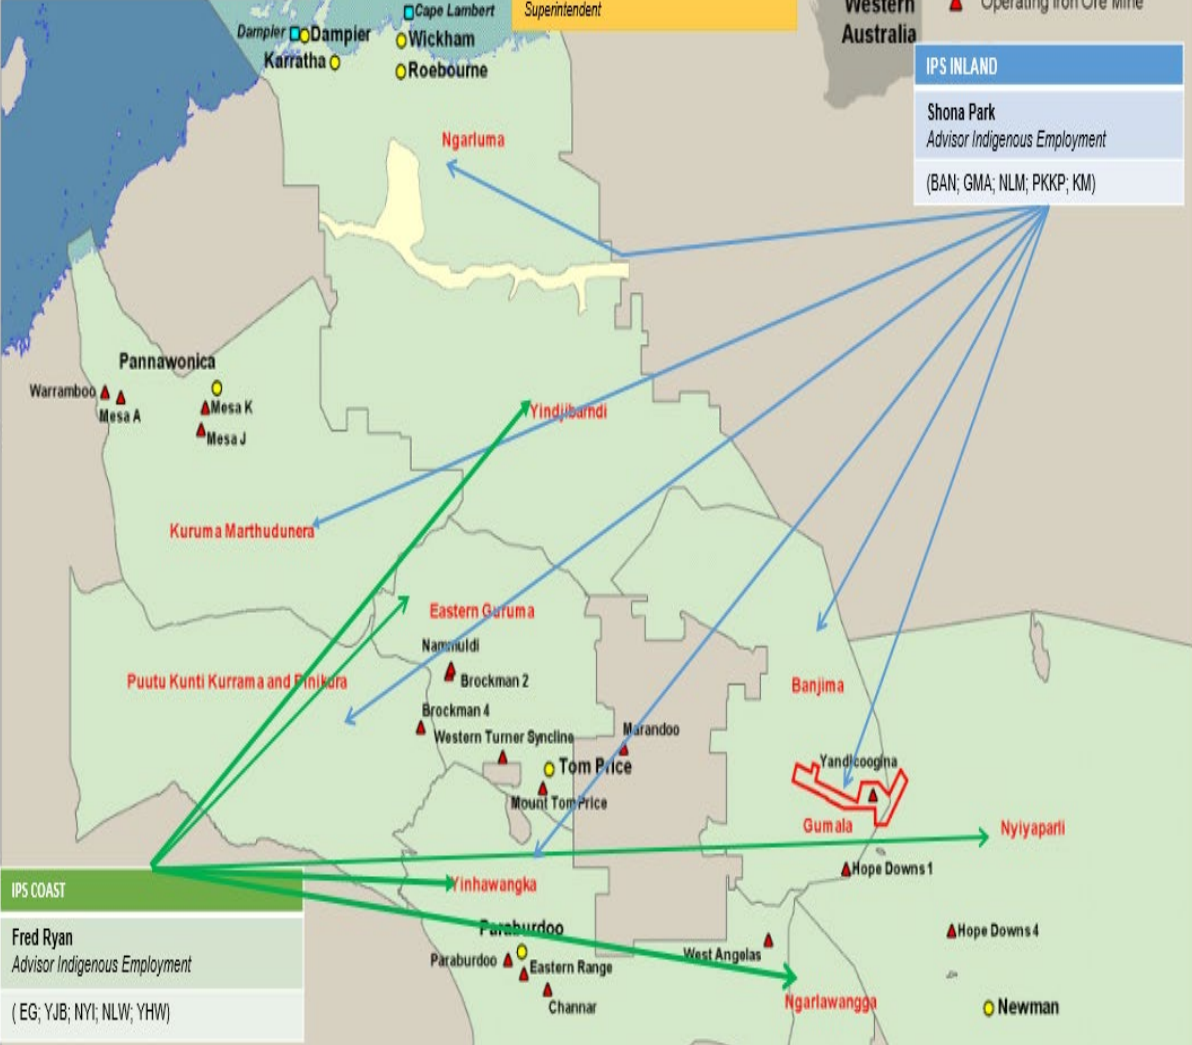 Cape Lambert
Superintendent
Western
Australia
Operating Iron Ore Mine
Dampier
Dampier
Wickham
Karratha
Roebourne
IPS INLAND
Shona Park
Advisor Indigenous Employment
(BAN; GMA; NLM; PKKP; KM)
Ngarluma
Pannawonica
Warramboo
Mesa A
Mesa K
Mesa J
Yindjibarndi
Kuruma Marthudunera
Eastern Guruma
Nammuldi
Brockman 2
Puutu Kunti Kurrama and Pinikura
Banjima
Brockman 4
Western Turner Syncline
Marandoo
Tom Price
Mount Tom Price
Yandicoogina
Gumala
Nyiyaparli
Hope Downs 1
Yinhawangka
IPS COAST
Fred Ryan
Advisor Indigenous Employment
( EG; YJB; NYI; NLW; YHW)
Paraburdoo
Paraburdoo
Eastern Range
Channar
West Angelas
Hope Downs 4
Ngarlawangga
Newman